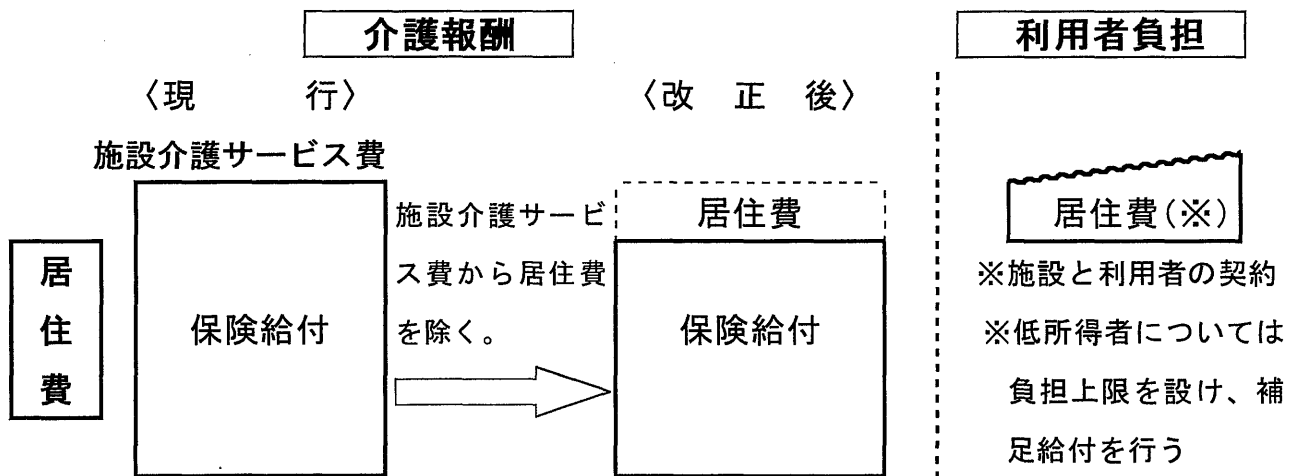 介護報酬
利用者負担
〈現 行〉
〈改 正 後〉
施設介護サービス費
居住費
保険給付
施設介護サービ
ス費から居住費
を除く。
居住費
保険給付
居住費(※)
※施設と利用者の契約
※低所得者については
負担上限を設け、補
足給付を行う